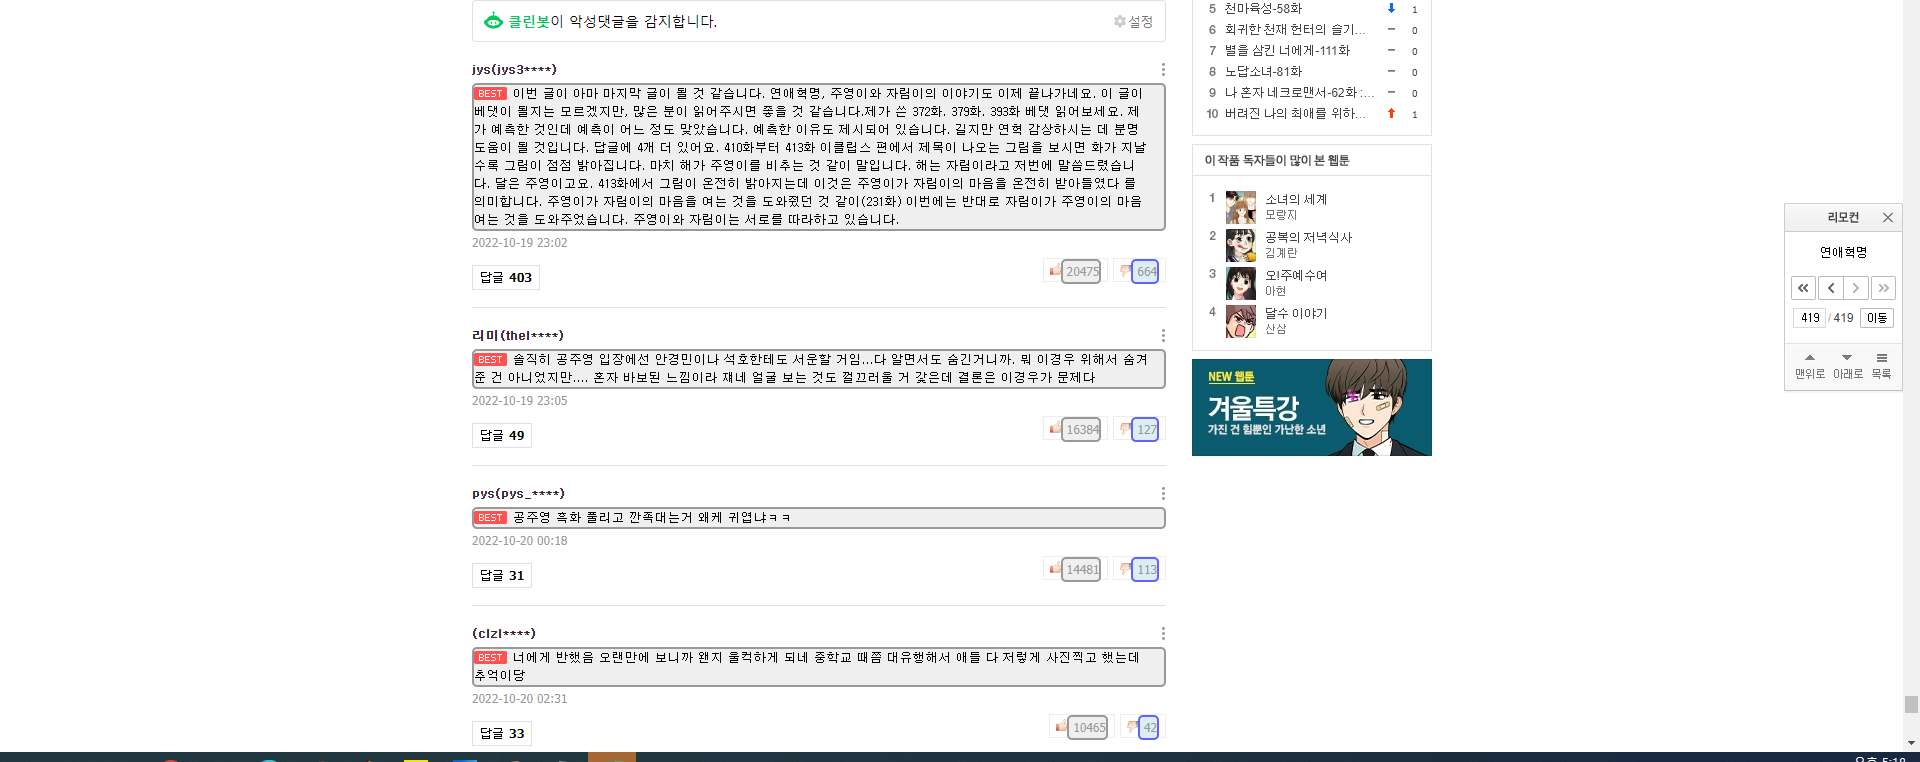 클린봇이 악성댓글을 감지합니다.
설정
jys(jys3****)
BEST 이번 글이 아마 마지막 글이 될 것 같습니다. 연애혁명, 주영이와 자림이의 이야기도 이제 끝나가네요. 이 글이
베댓이 될지는 모르겠지만, 많은 분이 읽어주시면 좋을 것 같습니다.제가 쓴 372화. 379화. 393화 베댓 읽어보세요. 제
가 예측한 것인데 예측이 어느 정도 맞았습니다. 예측한 이유도 제시되어 있습니다. 길지만 연혁 감상하시는 데 분명
도움이 될 것입니다. 답글에 4개 더 있어요. 410화부터 413화 이클립스 편에서 제목이 나오는 그림을 보시면 화가 지날
수록 그림이 점점 밝아집니다. 마치 해가 주영이를 비추는 것 같이 말입니다. 해는 자림이라고 저번에 말씀드렸습니
다. 달은 주영이고요. 413화에서 그림이 온전히 밝아지는데 이것은 주영이가 자림이의 마음을 온전히 받아들였다 를
의미합니다. 주영이가 자림이의 마음을 여는 것을 도와줬던 것 같이(231화) 이번에는 반대로 자림이가 주영이의 마음
여는 것을 도와주었습니다. 주영이와 자림이는 서로를 따라하고 있습니다.
2022-10-19 23:02
답글 403
20475
664
리미(thel****)
BEST 솔직히 공주영 입장에선 안경민이나 석호한테도 서운할 거임...다 알면서도 숨긴거니까. 뭐 이경우 위해서 숨겨
준 건 아니었지만.... 혼자 바보된 느낌이라 쟤네 얼굴 보는 것도 껄끄러울 거 같은데 결론은 이경우가 문제다
2022-10-19 23:05
답글 49
16384
127
pys(pys_****)
BEST 공주영 흑화 풀리고 깐족대는거 왜케 귀엽냐ㅋㅋ
2022-10-20 00:18
답글 31
14481
113
(clzl****)
BEST 너에게 반했음 오랜만에 보니까 왠지 울컥하게 되네 중학교 때쯤 대유행해서 애들 다 저렇게 사진찍고 했는데
추억이당
2022-10-20 02:31
답글 33
10465
42
5 천마육성-58화 1
6 회귀한 천재 헌터의 슬기... 0
7 별을 삼킨 너에게-111화 0
8 노답소녀-81화 0
9 나 혼자 네크로맨서-62화 :... 0
10 버려진 나의 최애를 위하... 1
이 작품 독자들이 많이 본 웹툰
1 소녀의 세계
모랑지
2 공복의 저녁식사
김계란
3 오!주예수여
아현
4 달수 이야기
산삼
NEW 웹툰
겨울특강
가진 건 힘뿐인 가난한 소년
리모컨
연애혁명
419 / 419 이동
맨위로 아래로 목록
오후 5:18